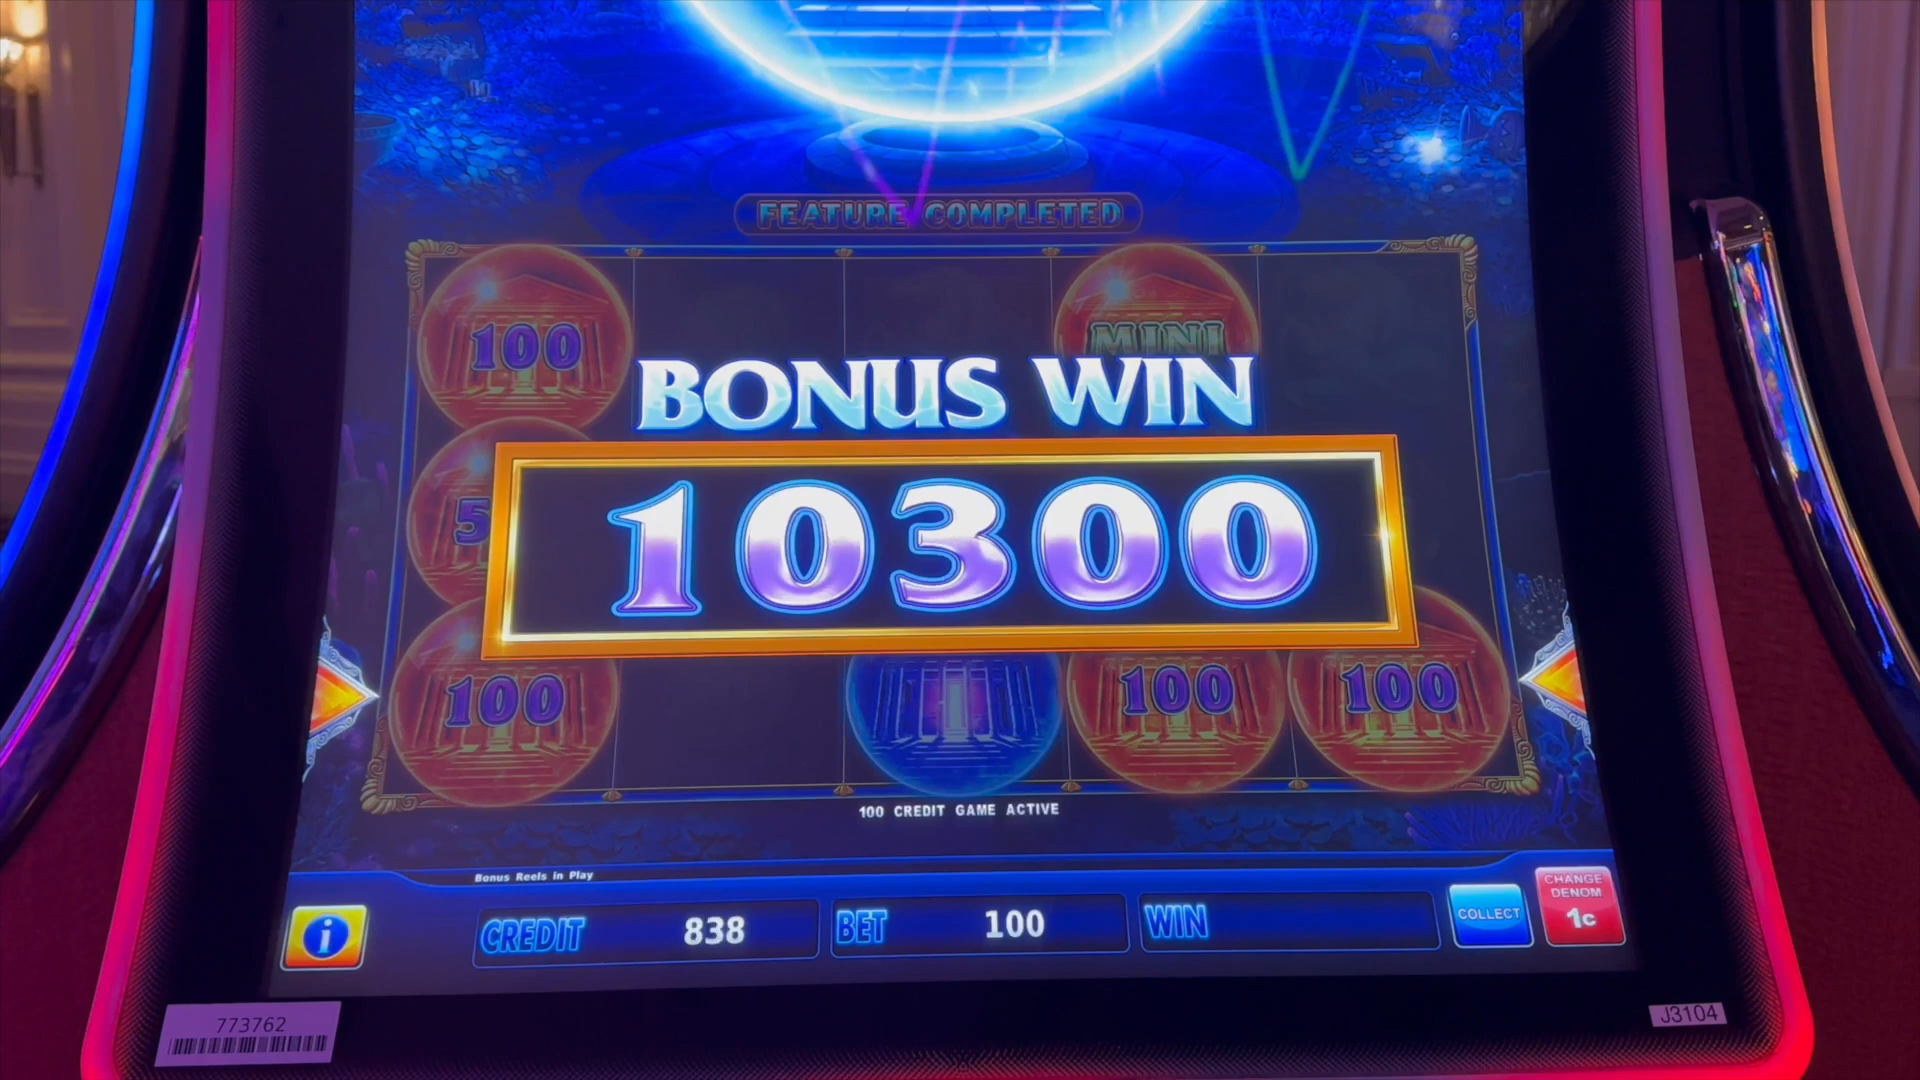 FEATURE COMPLETED
100
MINI
BONUS WIN
5
10300
100
100
100
100 CREDIT GAME ACTIVE
Bonus Reels in Play
i
CREDIT 838
BET 100
WIN
COLLECT
CHANGE
DENOM
1c
773762
J3104